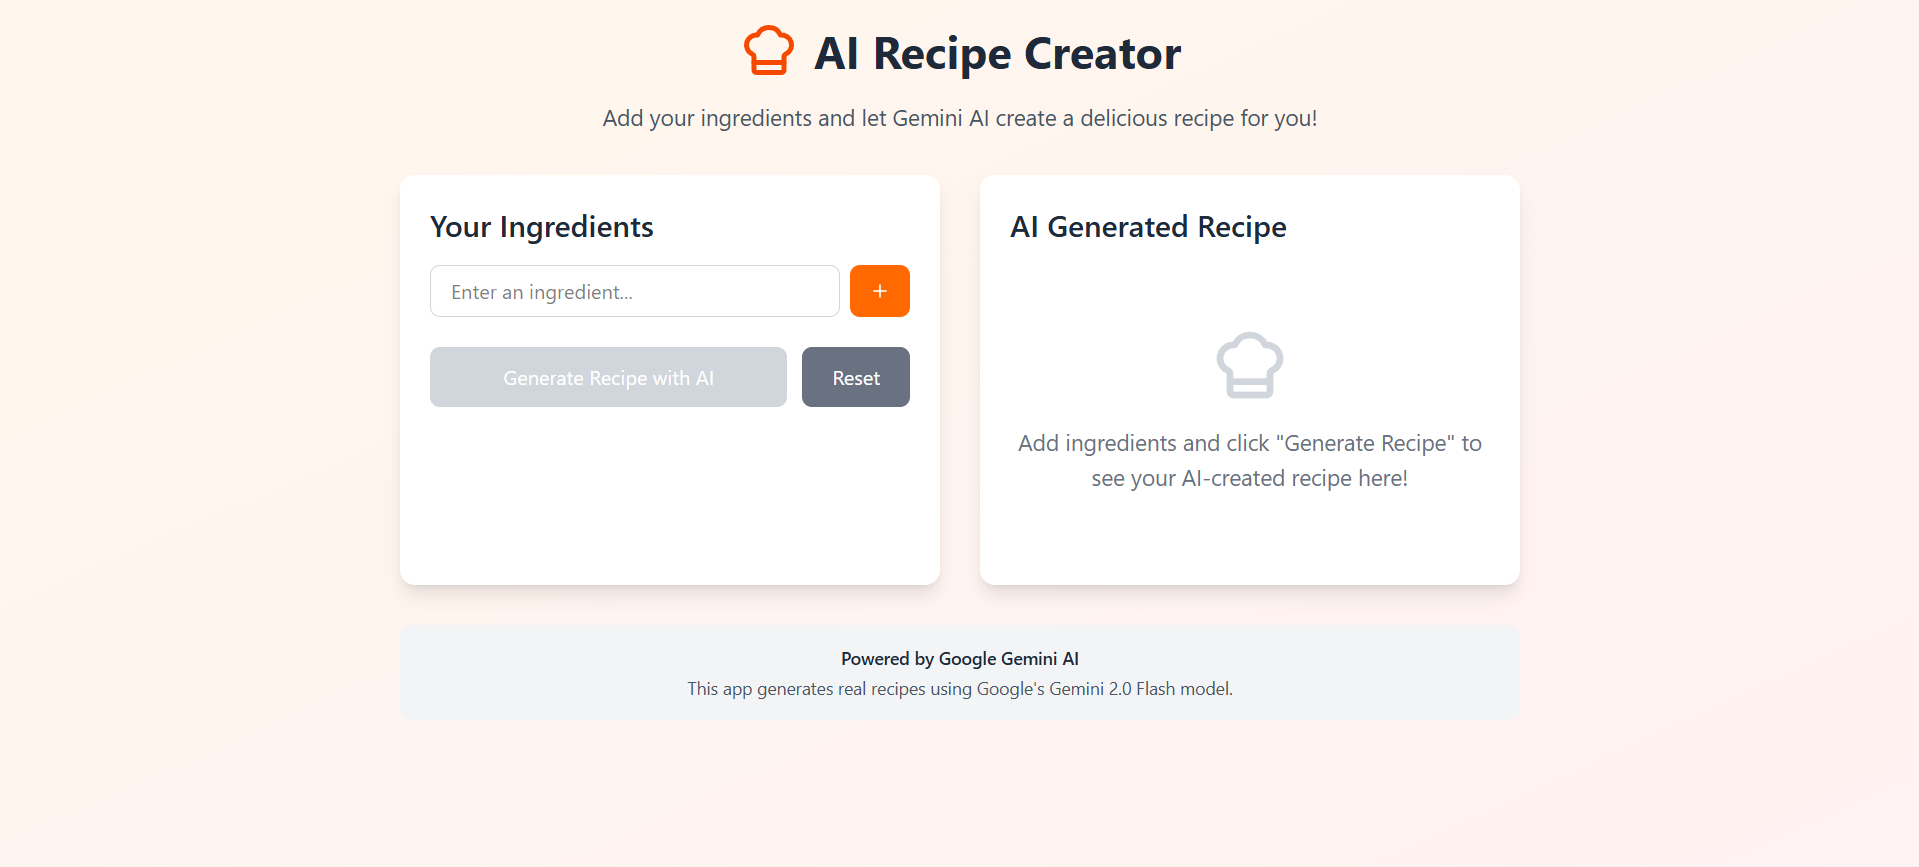 AI Recipe Creator
Add your ingredients and let Gemini AI create a delicious recipe for you!
Your Ingredients
Enter an ingredient...
+
Generate Recipe with AI
Reset
AI Generated Recipe
Add ingredients and click "Generate Recipe" to
see your AI-created recipe here!
Powered by Google Gemini AI
This app generates real recipes using Google's Gemini 2.0 Flash model.